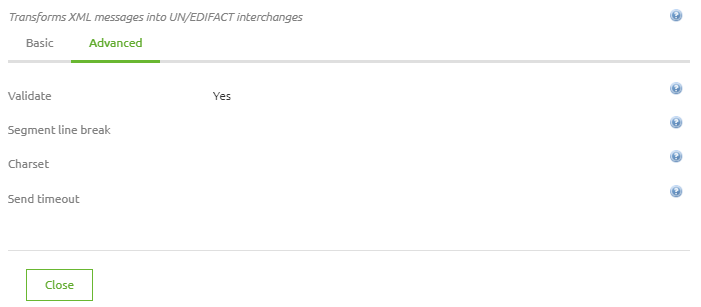 Transforms XML messages into UN/EDIFACT interchanges
Basic Advanced
Validate Yes
Segment line break
Charset
Send timeout
Close